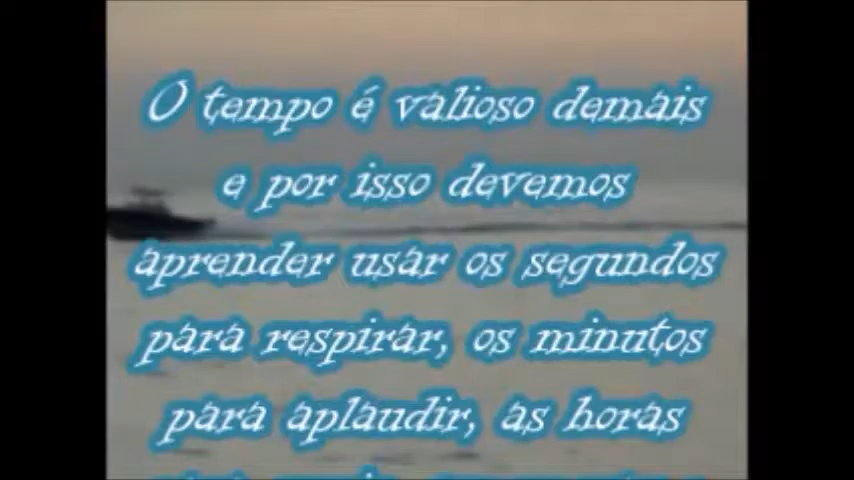 O tempo é valioso demais
e por isso devemos
aprender usar os segundos
para respirar, os minutos
para aplaudir, as horas